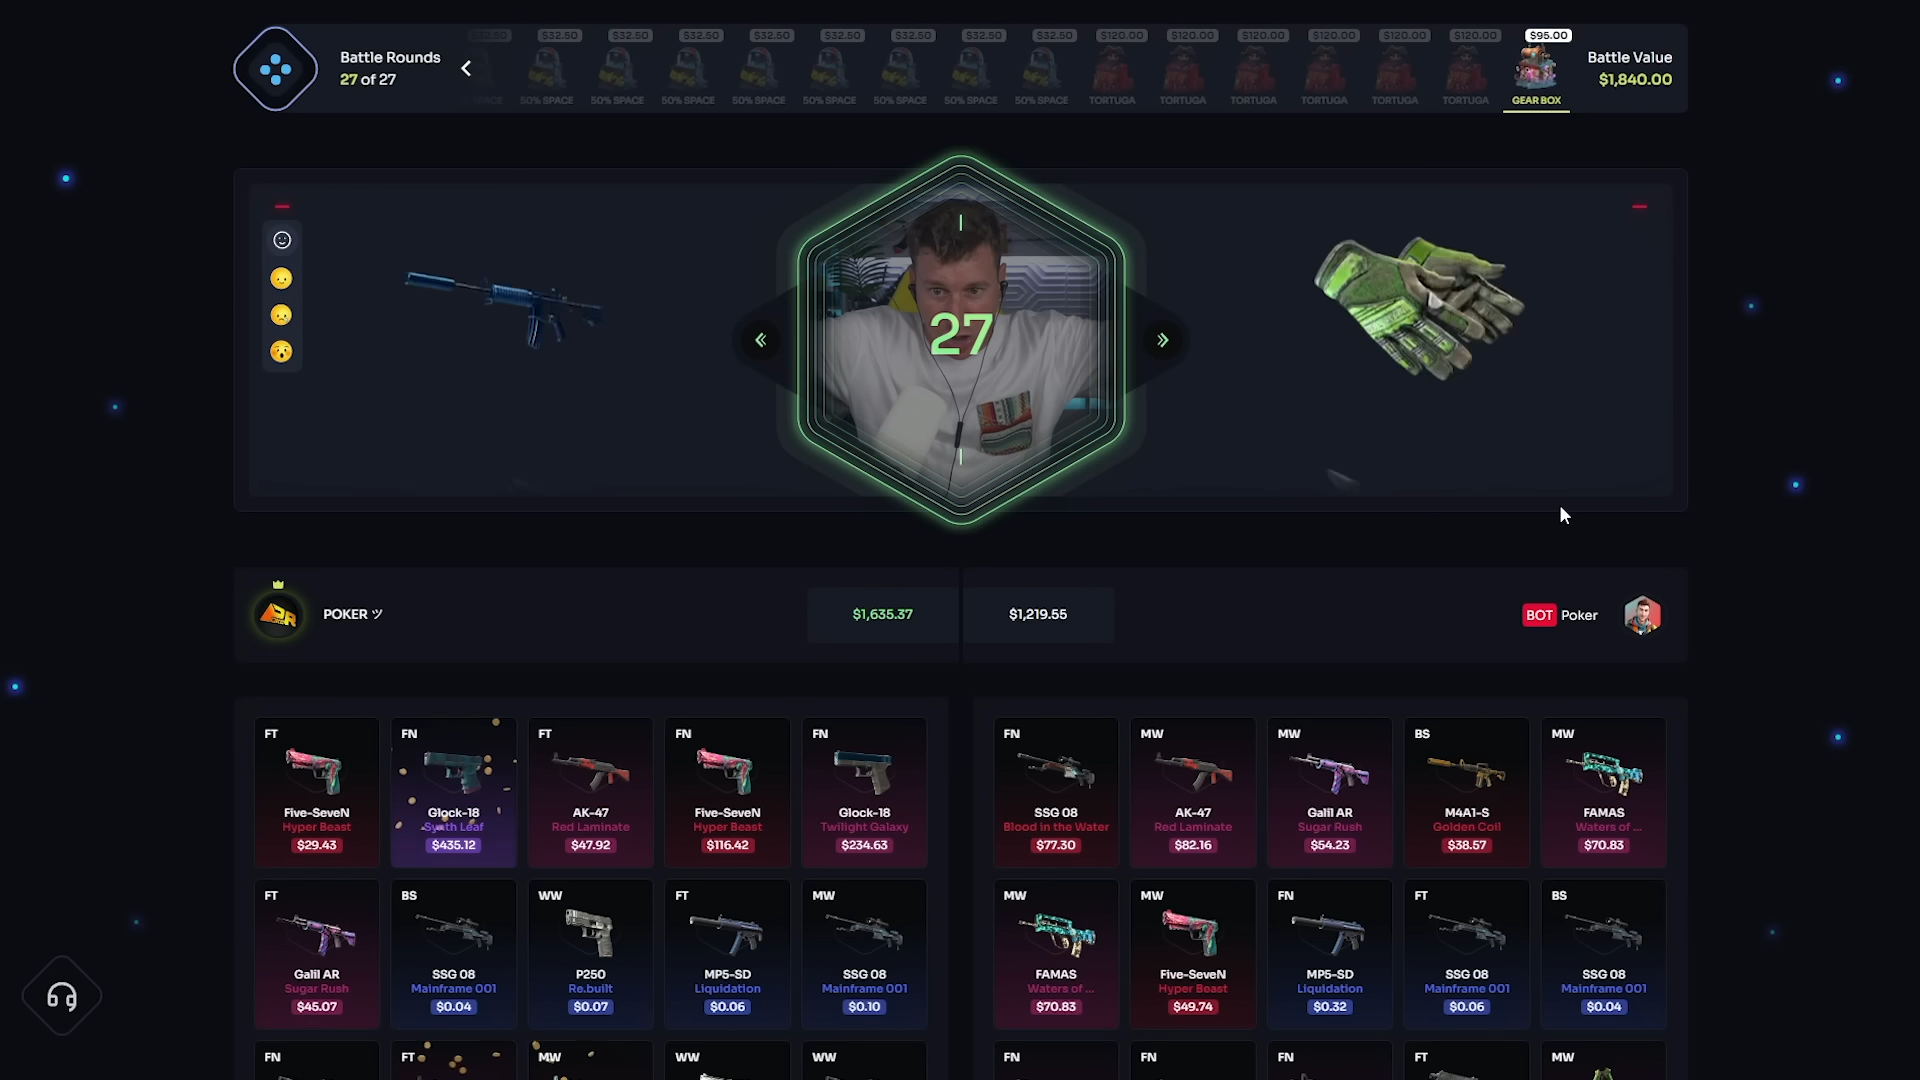 Battle Rounds
27 of 27
$32.50 $32.50 $32.50 $32.50 $32.50 $32.50 $32.50 $32.50 $32.50 $120.00 $120.00 $120.00 $120.00 $120.00 $120.00 $95.00
SPACE 50% SPACE 50% SPACE 50% SPACE 50% SPACE 50% SPACE 50% SPACE 50% SPACE 50% SPACE TORTUGA TORTUGA TORTUGA TORTUGA TORTUGA TORTUGA GEAR BOX
Battle Value
$1,840.00
27
POKER ツ
$1,635.37
$1,219.55
BOT Poker
FT FN FT FN FN
Five-SeveN Glock-18 AK-47 Five-SeveN Glock-18
Hyper Beast Synth Leaf Red Laminate Hyper Beast Twilight Galaxy
$29.43 $435.12 $47.92 $116.42 $234.63
FN MW MW BS MW
SSG 08 AK-47 Galil AR M4A1-S FAMAS
Blood in the Water Red Laminate Sugar Rush Golden Coil Waters of ...
$77.30 $82.16 $54.23 $38.57 $70.83
FT BS WW FT MW
Galil AR SSG 08 P250 MP5-SD SSG 08
Sugar Rush Mainframe 001 Re.built Liquidation Mainframe 001
$45.07 $0.04 $0.07 $0.06 $0.10
MW MW FN FT BS
FAMAS Five-SeveN MP5-SD SSG 08 SSG 08
Waters of ... Hyper Beast Liquidation Mainframe 001 Mainframe 001
$70.83 $49.74 $0.32 $0.06 $0.04
FN FT MW WW WW
FN FN FN FT MW